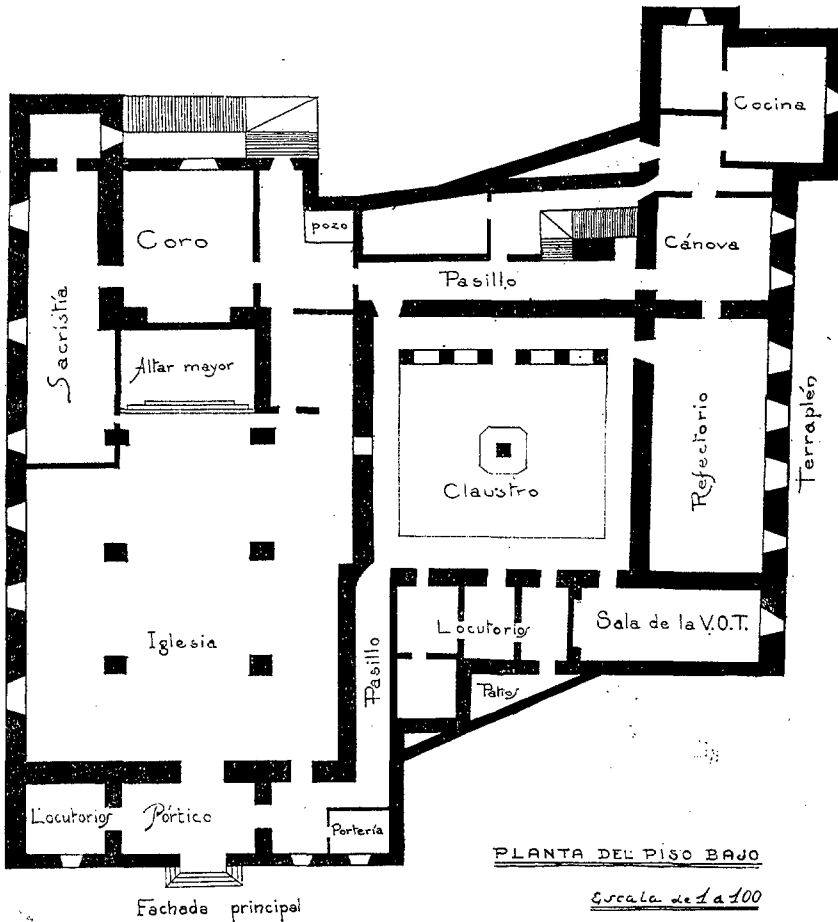 Cocina
pozo
Coro
Cánova
Pasillo
Sacristía
Altar mayor
Refectorio
Terraplén
Claustro
Iglesia
Pasillo
Locutorios
Sala de la V.O.T.
Patios
Locutorios
Pórtico
Portería
PLANTA DEL PISO BAJO
Escala de 1 a 100
Fachada principal